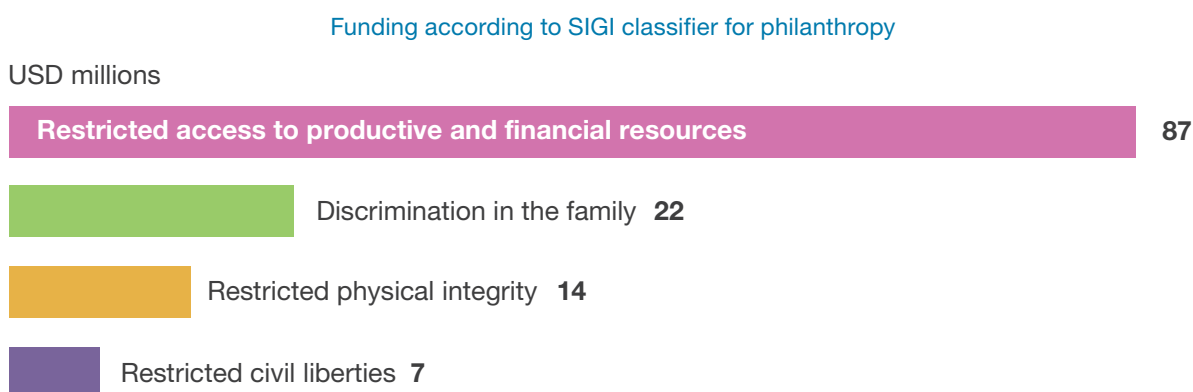 Funding according to SIGI classifier for philanthropy
USD millions
Restricted access to productive and financial resources 87
Discrimination in the family 22
Restricted physical integrity 14
Restricted civil liberties 7